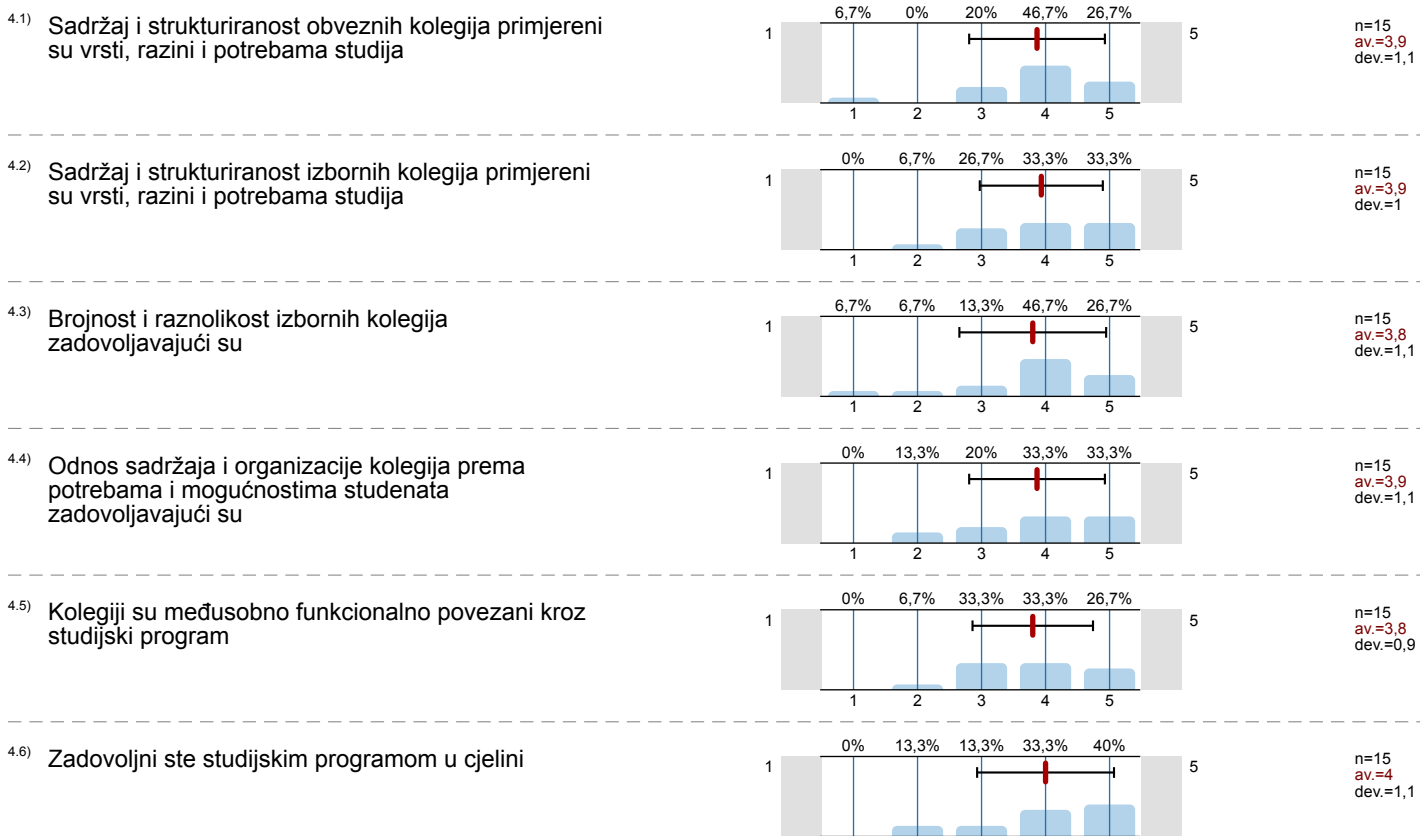 4.1) Sadržaj i strukturiranost obveznih kolegija primjereni
su vrsti, razini i potrebama studija
6,7% 0% 20% 46,7% 26,7%
1 5
1 2 3 4 5
n=15
av.=3,9
dev.=1,1
4.2) Sadržaj i strukturiranost izbornih kolegija primjereni
su vrsti, razini i potrebama studija
0% 6,7% 26,7% 33,3% 33,3%
1 5
1 2 3 4 5
n=15
av.=3,9
dev.=1
4.3) Brojnost i raznolikost izbornih kolegija
zadovoljavajući su
6,7% 6,7% 13,3% 46,7% 26,7%
1 5
1 2 3 4 5
n=15
av.=3,8
dev.=1,1
4.4) Odnos sadržaja i organizacije kolegija prema
potrebama i mogućnostima studenata
zadovoljavajući su
0% 13,3% 20% 33,3% 33,3%
1 5
1 2 3 4 5
n=15
av.=3,9
dev.=1,1
4.5) Kolegiji su međusobno funkcionalno povezani kroz
studijski program
0% 6,7% 33,3% 33,3% 26,7%
1 5
1 2 3 4 5
n=15
av.=3,8
dev.=0,9
4.6) Zadovoljni ste studijskim programom u cjelini
0% 13,3% 13,3% 33,3% 40%
1 5
n=15
av.=4
dev.=1,1